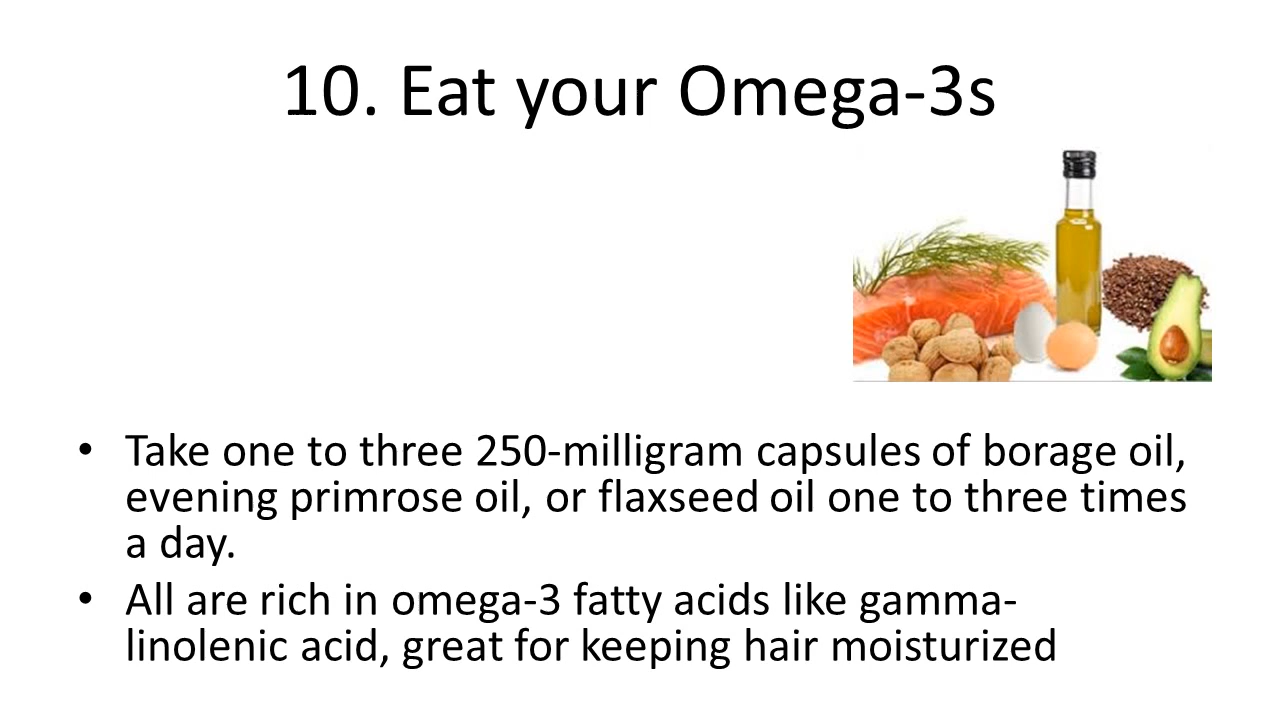 10. Eat your Omega-3s
• Take one to three 250-milligram capsules of borage oil,
evening primrose oil, or flaxseed oil one to three times
a day.
• All are rich in omega-3 fatty acids like gamma-
linolenic acid, great for keeping hair moisturized